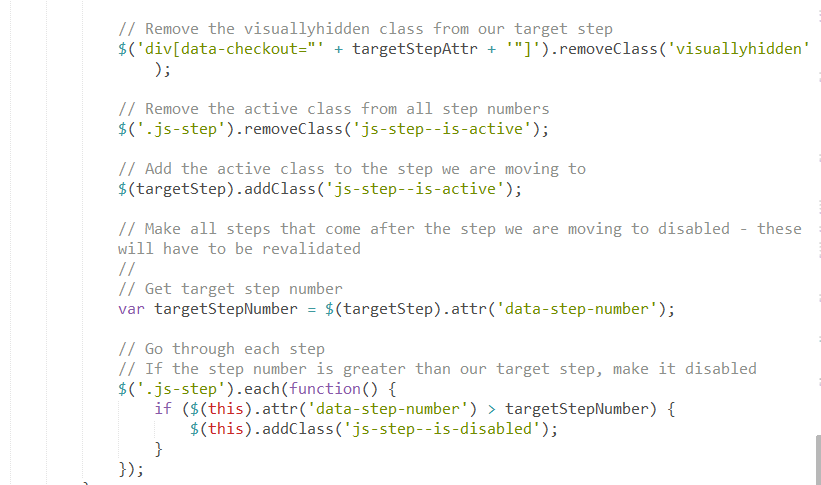 // Remove the visuallyhidden class from our target step
$('div[data-checkout="' + targetStepAttr + '"]').removeClass('visuallyhidden'
);
// Remove the active class from all step numbers
$('.js-step').removeClass('js-step--is-active');
// Add the active class to the step we are moving to
$(targetStep).addClass('js-step--is-active');
// Make all steps that come after the step we are moving to disabled - these
will have to be revalidated
//
// Get target step number
var targetStepNumber = $(targetStep).attr('data-step-number');
// Go through each step
// If the step number is greater than our target step, make it disabled
$('.js-step').each(function() {
if ($(this).attr('data-step-number') > targetStepNumber) {
$(this).addClass('js-step--is-disabled');
}
});